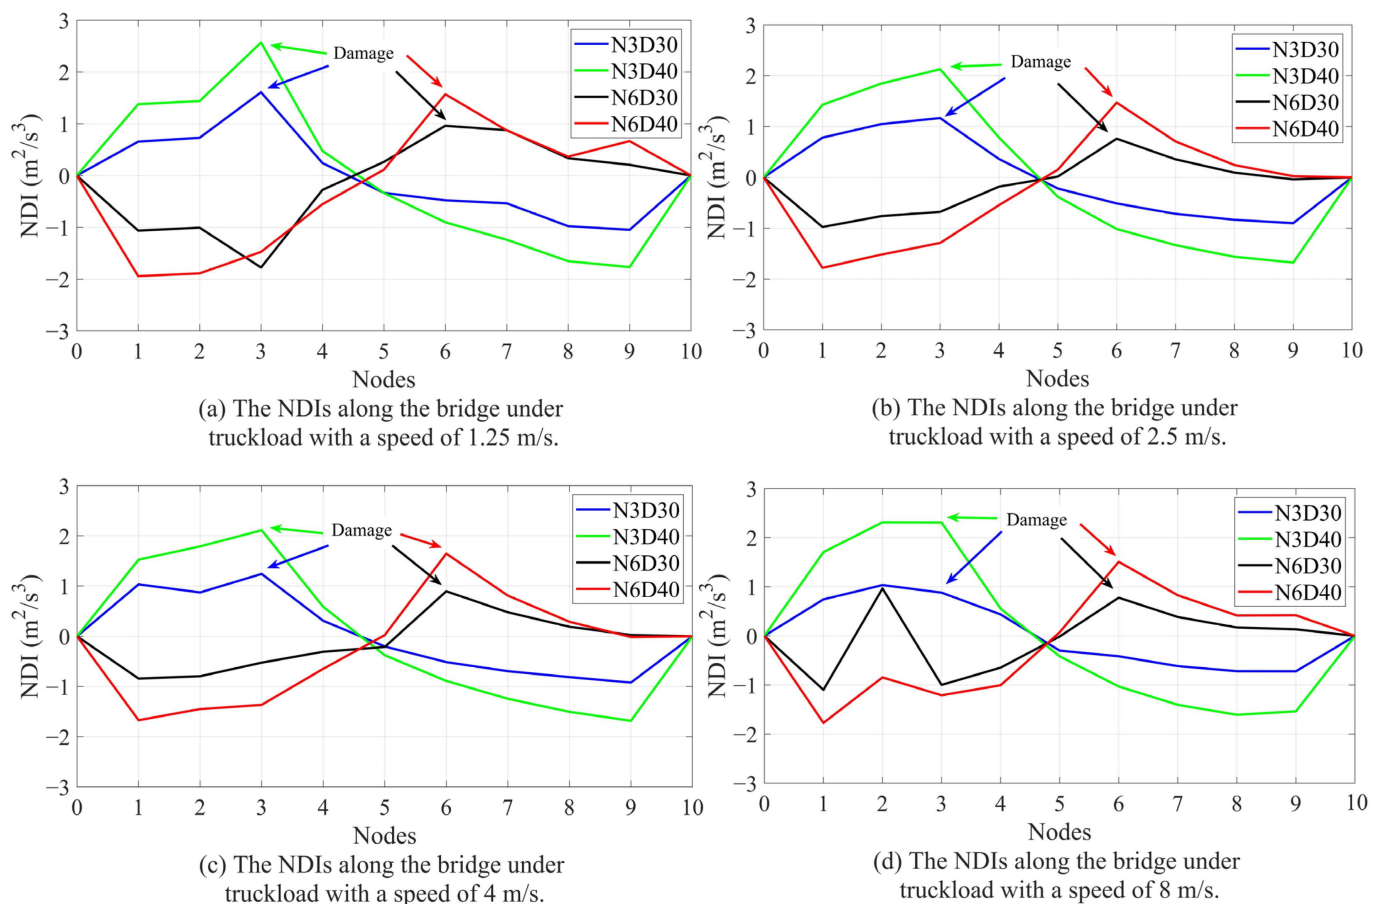 3
2
1
0
−1
−2
−3
NDI (m²/s³)
Damage
N3D30
N3D40
N6D30
N6D40
0 1 2 3 4 5 6 7 8 9 10
Nodes
(a) The NDIs along the bridge under
truckload with a speed of 1.25 m/s.
3
2
1
0
−1
−2
−3
NDI (m²/s³)
Damage
N3D30
N3D40
N6D30
N6D40
0 1 2 3 4 5 6 7 8 9 10
Nodes
(b) The NDIs along the bridge under
truckload with a speed of 2.5 m/s.
3
2
1
0
−1
−2
−3
NDI (m²/s³)
Damage
N3D30
N3D40
N6D30
N6D40
0 1 2 3 4 5 6 7 8 9 10
Nodes
(c) The NDIs along the bridge under
truckload with a speed of 4 m/s.
3
2
1
0
−1
−2
−3
NDI (m²/s³)
Damage
N3D30
N3D40
N6D30
N6D40
0 1 2 3 4 5 6 7 8 9 10
Nodes
(d) The NDIs along the bridge under
truckload with a speed of 8 m/s.